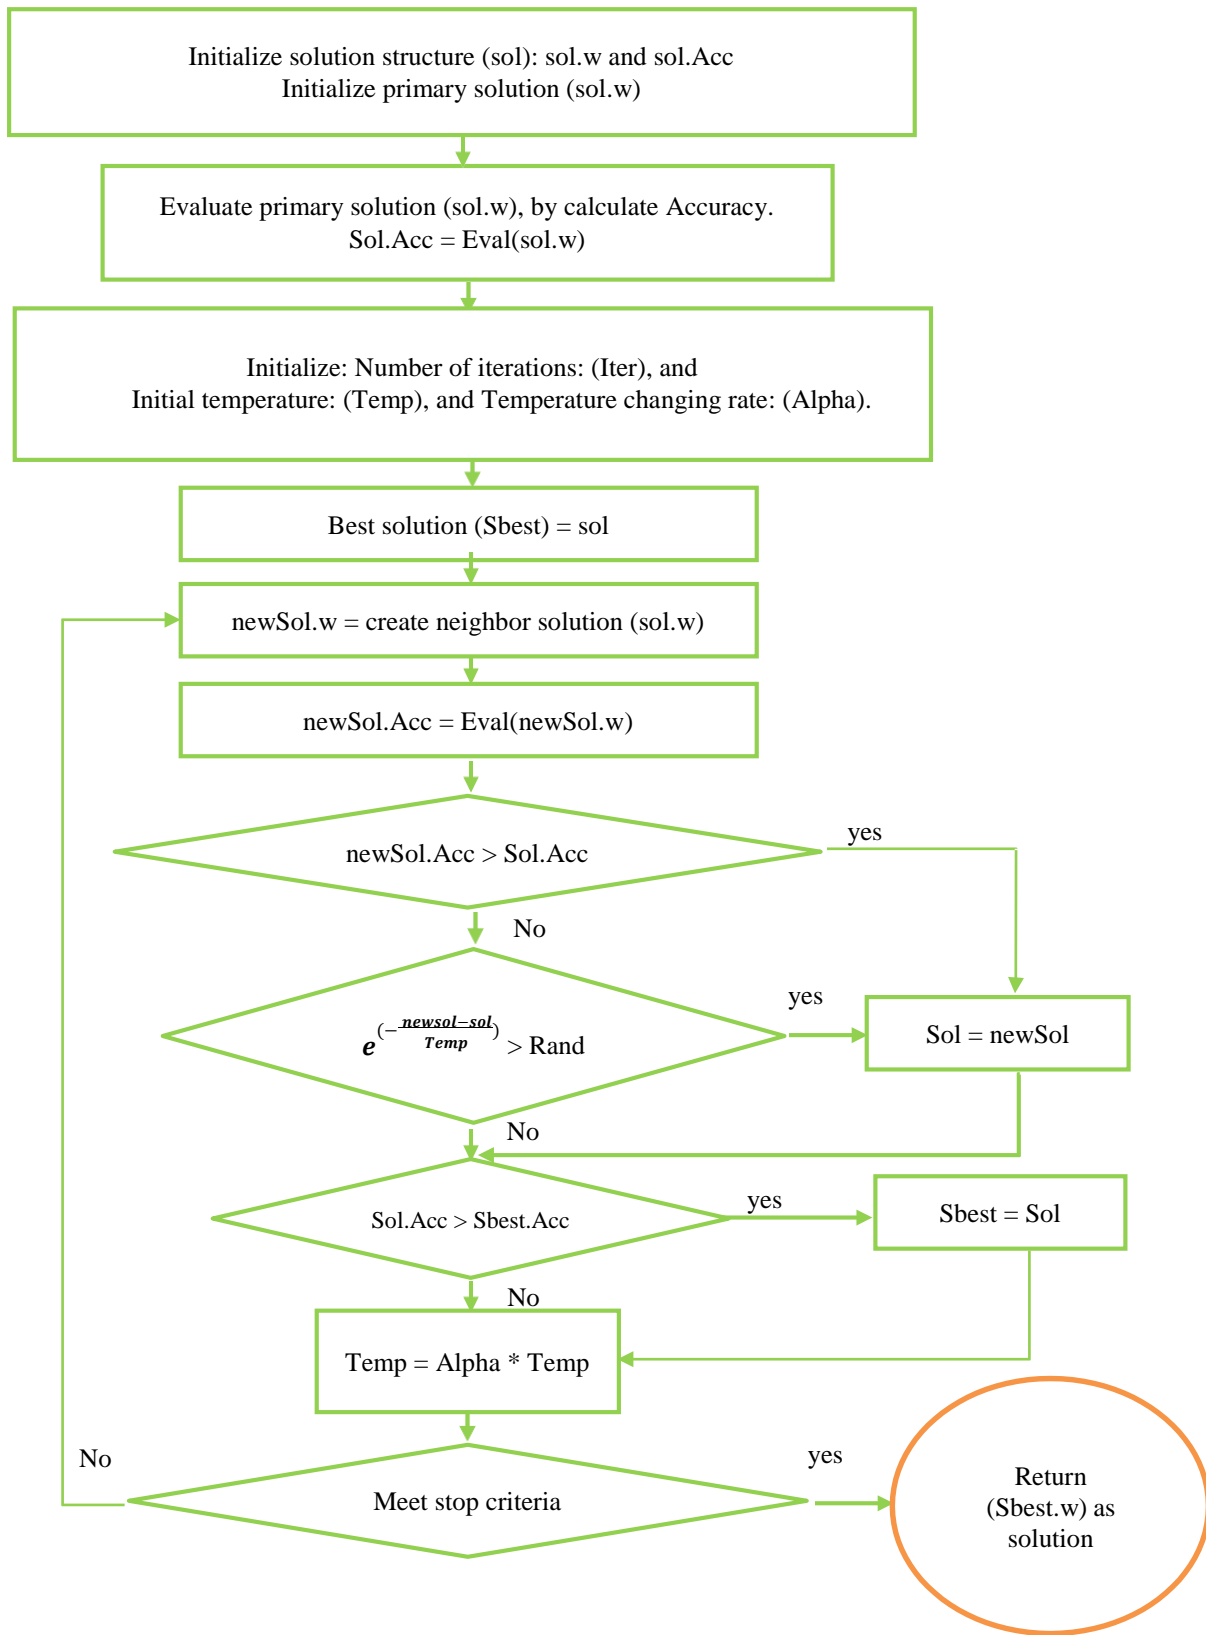 Initialize solution structure (sol): sol.w and sol.Acc
Initialize primary solution (sol.w)
Evaluate primary solution (sol.w), by calculate Accuracy.
Sol.Acc = Eval(sol.w)
Initialize: Number of iterations: (Iter), and
Initial temperature: (Temp), and Temperature changing rate: (Alpha).
Best solution (Sbest) = sol
newSol.w = create neighbor solution (sol.w)
newSol.Acc = Eval(newSol.w)
newSol.Acc > Sol.Acc
yes
No
e^(−(newsol−sol)/Temp) > Rand
yes
Sol = newSol
No
Sol.Acc > Sbest.Acc
yes
Sbest = Sol
No
Temp = Alpha * Temp
Meet stop criteria
No
yes
Return
(Sbest.w) as
solution